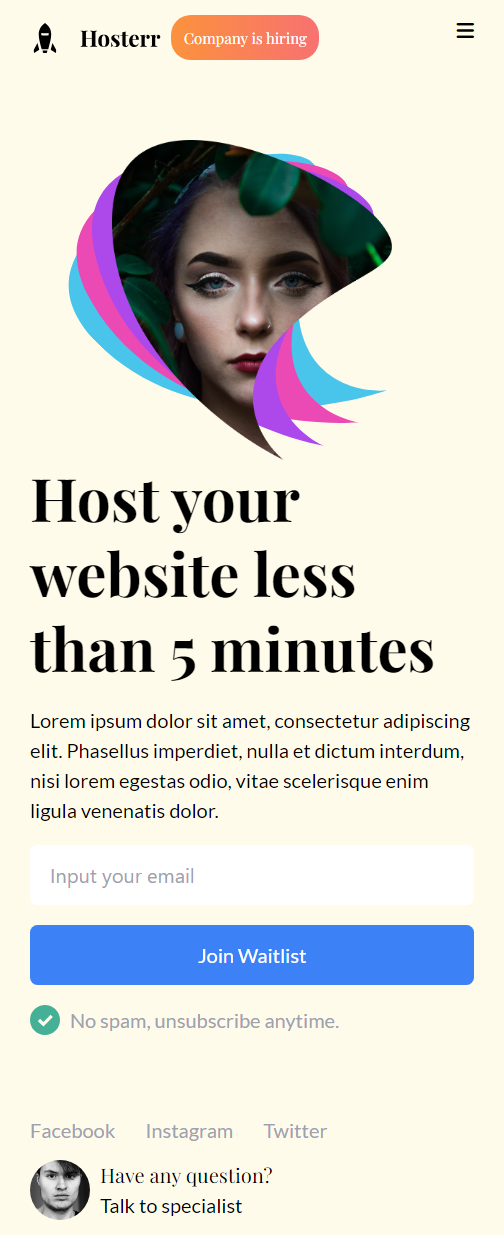 Hosterr
Company is hiring
Host your
website less
than 5 minutes
Lorem ipsum dolor sit amet, consectetur adipiscing
elit. Phasellus imperdiet, nulla et dictum interdum,
nisi lorem egestas odio, vitae scelerisque enim
ligula venenatis dolor.
Input your email
Join Waitlist
No spam, unsubscribe anytime.
Facebook Instagram Twitter
Have any question?
Talk to specialist